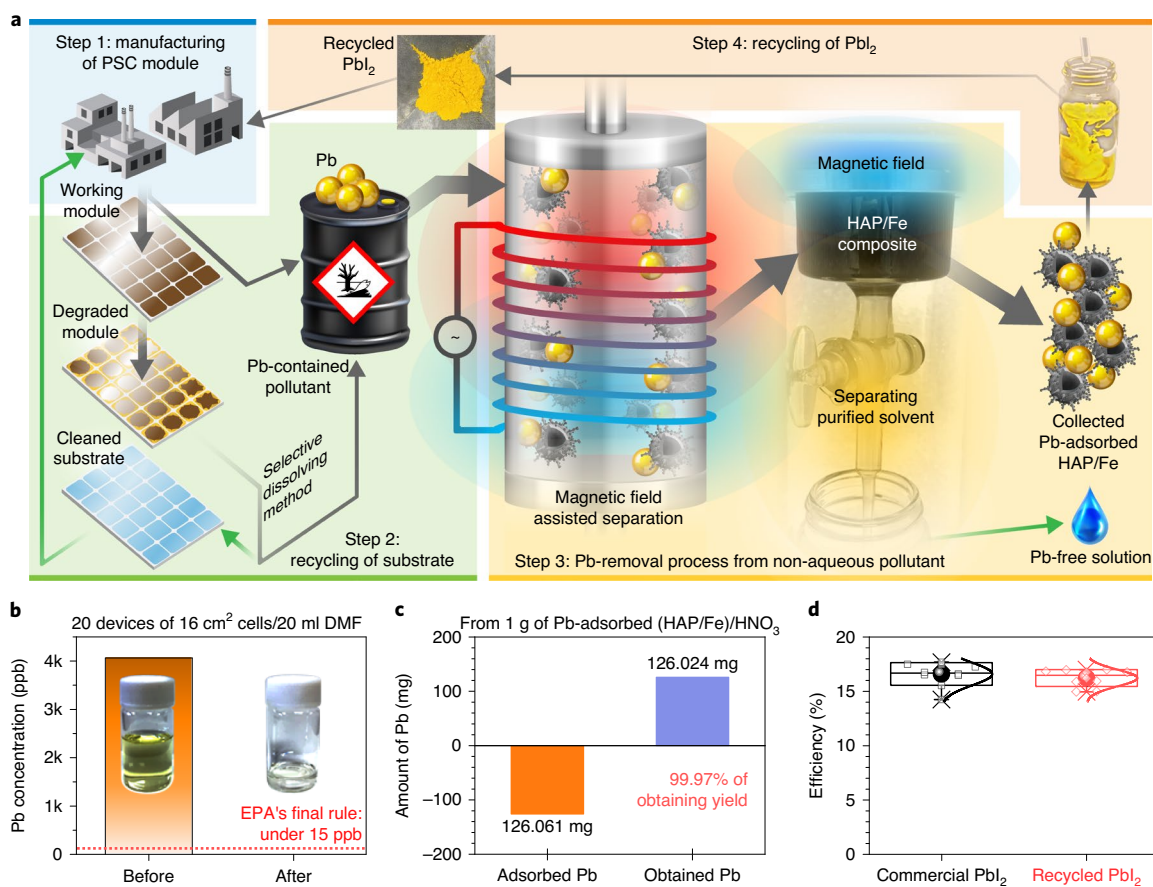 a
Step 1: manufacturing
of PSC module
Recycled
PbI₂
Step 4: recycling of PbI₂
Working
module
Pb
Degraded
module
Pb-contained
pollutant
Cleaned
substrate
Selective
dissolving
method
Step 2:
recycling of substrate
~
Magnetic field
assisted separation
Magnetic field
HAP/Fe
composite
Separating
purified solvent
Collected
Pb-adsorbed
HAP/Fe
Pb-free solution
Step 3: Pb-removal process from non-aqueous pollutant
b
20 devices of 16 cm² cells/20 ml DMF
Pb concentration (ppb)
4k
3k
2k
1k
0
EPA's final rule:
under 15 ppb
Before
After
c
From 1 g of Pb-adsorbed (HAP/Fe)/HNO₃
Amount of Pb (mg)
200
100
0
−100
−200
126.024 mg
126.061 mg
99.97% of
obtaining yield
Adsorbed Pb
Obtained Pb
d
Efficiency (%)
20
15
10
5
0
Commercial PbI₂
Recycled PbI₂